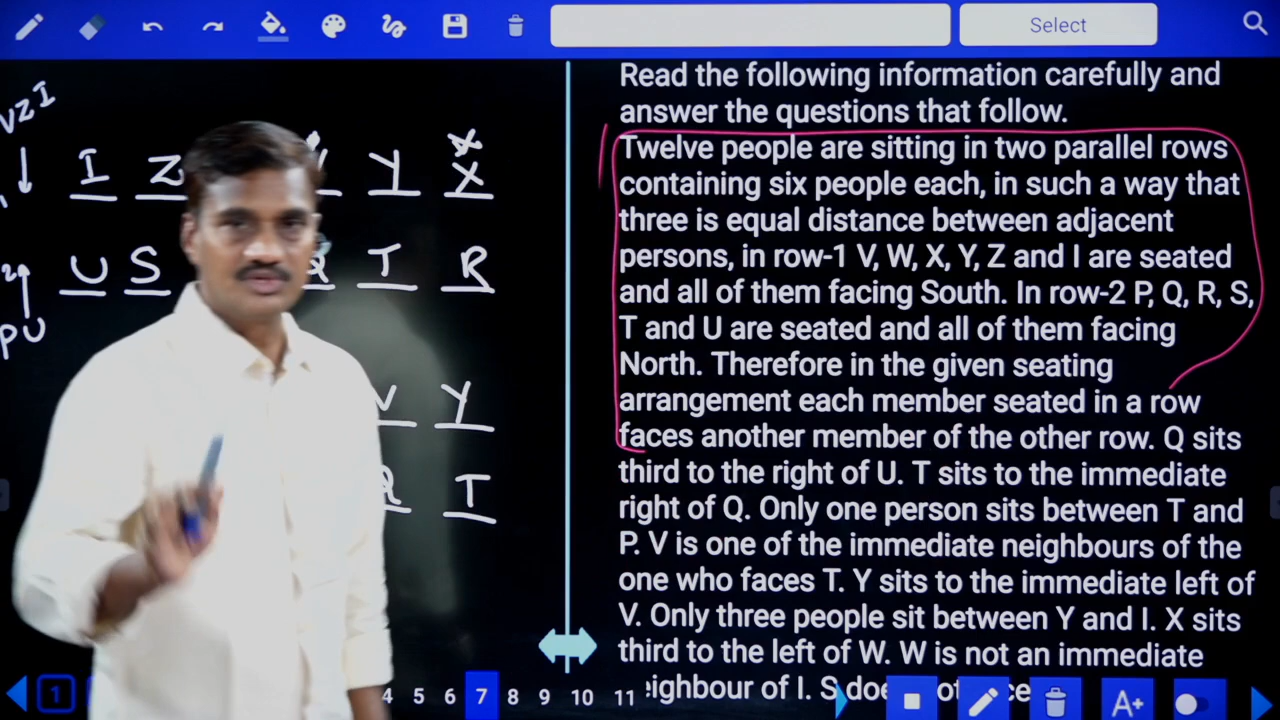 Select
Read the following information carefully and
answer the questions that follow.
Twelve people are sitting in two parallel rows
containing six people each, in such a way that
three is equal distance between adjacent
persons, in row-1 V, W, X, Y, Z and I are seated
and all of them facing South. In row-2 P, Q, R, S,
T and U are seated and all of them facing
North. Therefore in the given seating
arrangement each member seated in a row
faces another member of the other row. Q sits
third to the right of U. T sits to the immediate
right of Q. Only one person sits between T and
P. V is one of the immediate neighbours of the
one who faces T. Y sits to the immediate left of
V. Only three people sit between Y and I. X sits
third to the left of W. W is not an immediate
ighbour of I. S doe
VZI
X
I Z Y X
U S Q T R
PU
V Y
Q T
1 4 5 6 7 8 9 10 11
A+